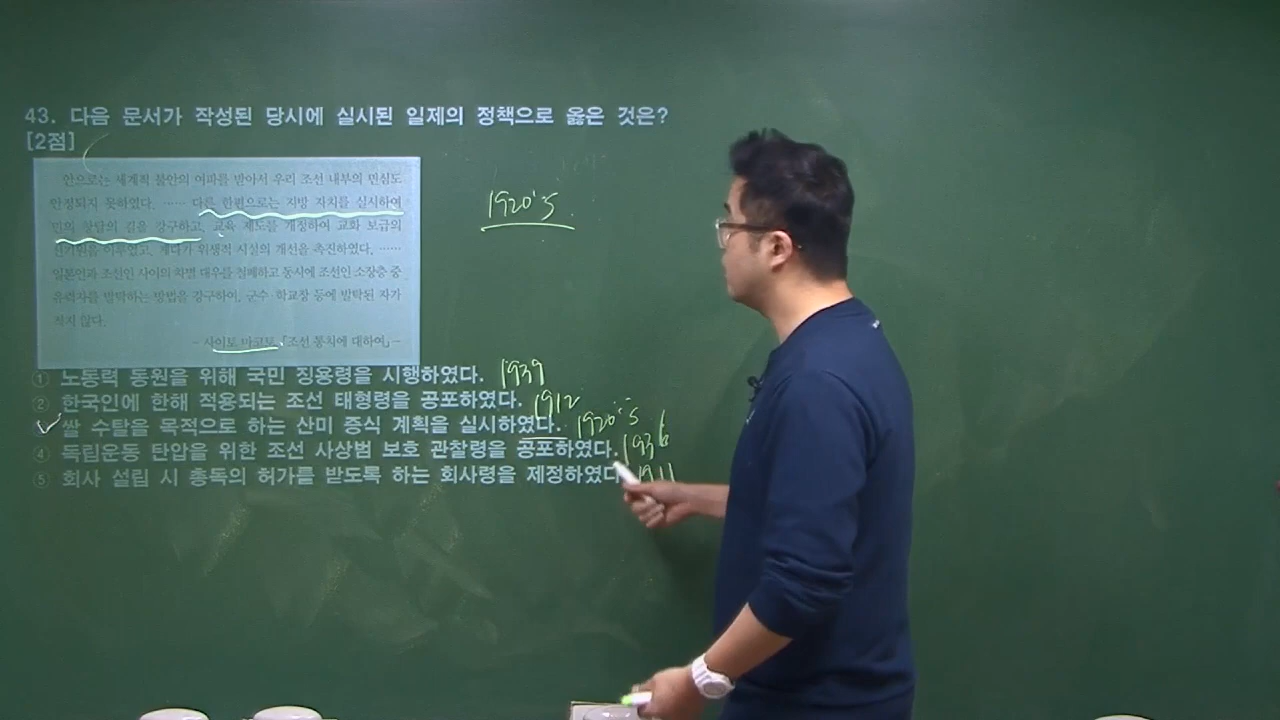 43. 다음 문서가 작성된 당시에 실시된 일제의 정책으로 옳은 것은?
[2점]
안으로는 세계적 불안의 여파를 받아서 우리 조선 내부의 민심도
안정되지 못하였다. …… 다른 한편으로는 지방 자치를 실시하여
민의 창달의 길을 강구하고, 교육 제도를 개정하여 교화 보급의
신기원을 이루었고, 게다가 위생적 시설의 개선을 촉진하였다. ……
일본인과 조선인 사이의 차별 대우를 철폐하고 동시에 조선인 소장층 중
유력자를 발탁하는 방법을 강구하여, 군수·학교장 등에 발탁된 자가
적지 않다.
- 사이토 마코토, 「조선 통치에 대하여」-
1920's
① 노동력 동원을 위해 국민 징용령을 시행하였다. 1939
② 한국인에 한해 적용되는 조선 태형령을 공포하였다. 1912
쌀 수탈을 목적으로 하는 산미 증식 계획을 실시하였다. 1920's
④ 독립운동 탄압을 위한 조선 사상범 보호 관찰령을 공포하였다. 1936
⑤ 회사 설립 시 총독의 허가를 받도록 하는 회사령을 제정하였다 1911